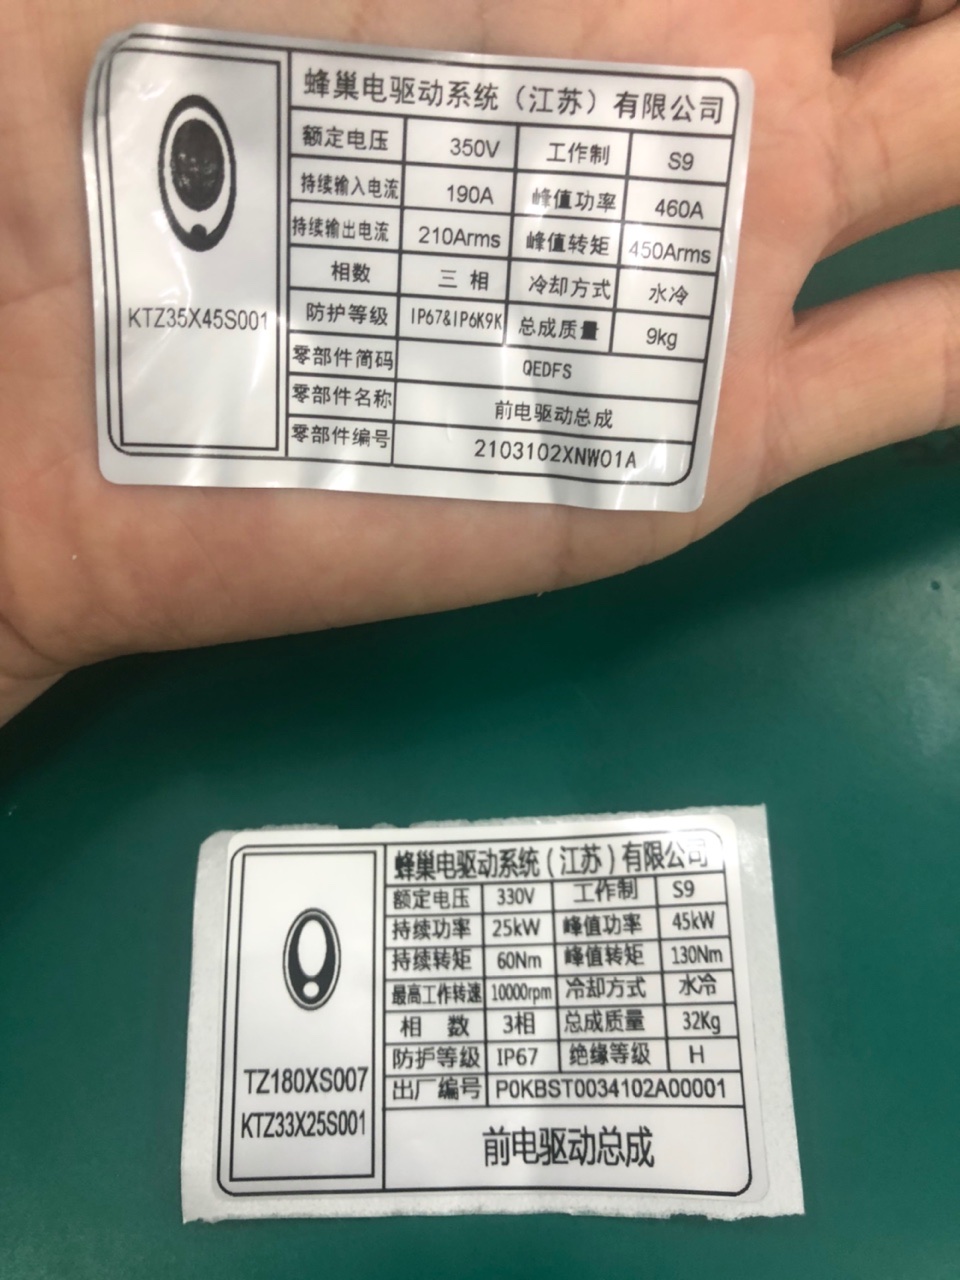 蜂巢电驱动系统（江苏）有限公司
额定电压 350V 工作制 S9
持续输入电流 190A 峰值功率 460A
持续输出电流 210Arms 峰值转矩 450Arms
相数 三 相 冷却方式 水冷
防护等级 IP67&IP6K9K 总成质量 9kg
零部件简码 QEDFS
零部件名称 前电驱动总成
零部件编号 2103102XNW01A
KTZ35X45S001
蜂巢电驱动系统(江苏)有限公司
额定电压 330V 工作制 S9
持续功率 25kW 峰值功率 45kW
持续转矩 60Nm 峰值转矩 130Nm
最高工作转速 10000rpm 冷却方式 水冷
相 数 3相 总成质量 32Kg
防护等级 IP67 绝缘等级 H
出厂编号 P0KBST0034102A00001
前电驱动总成
TZ180XS007
KTZ33X25S001